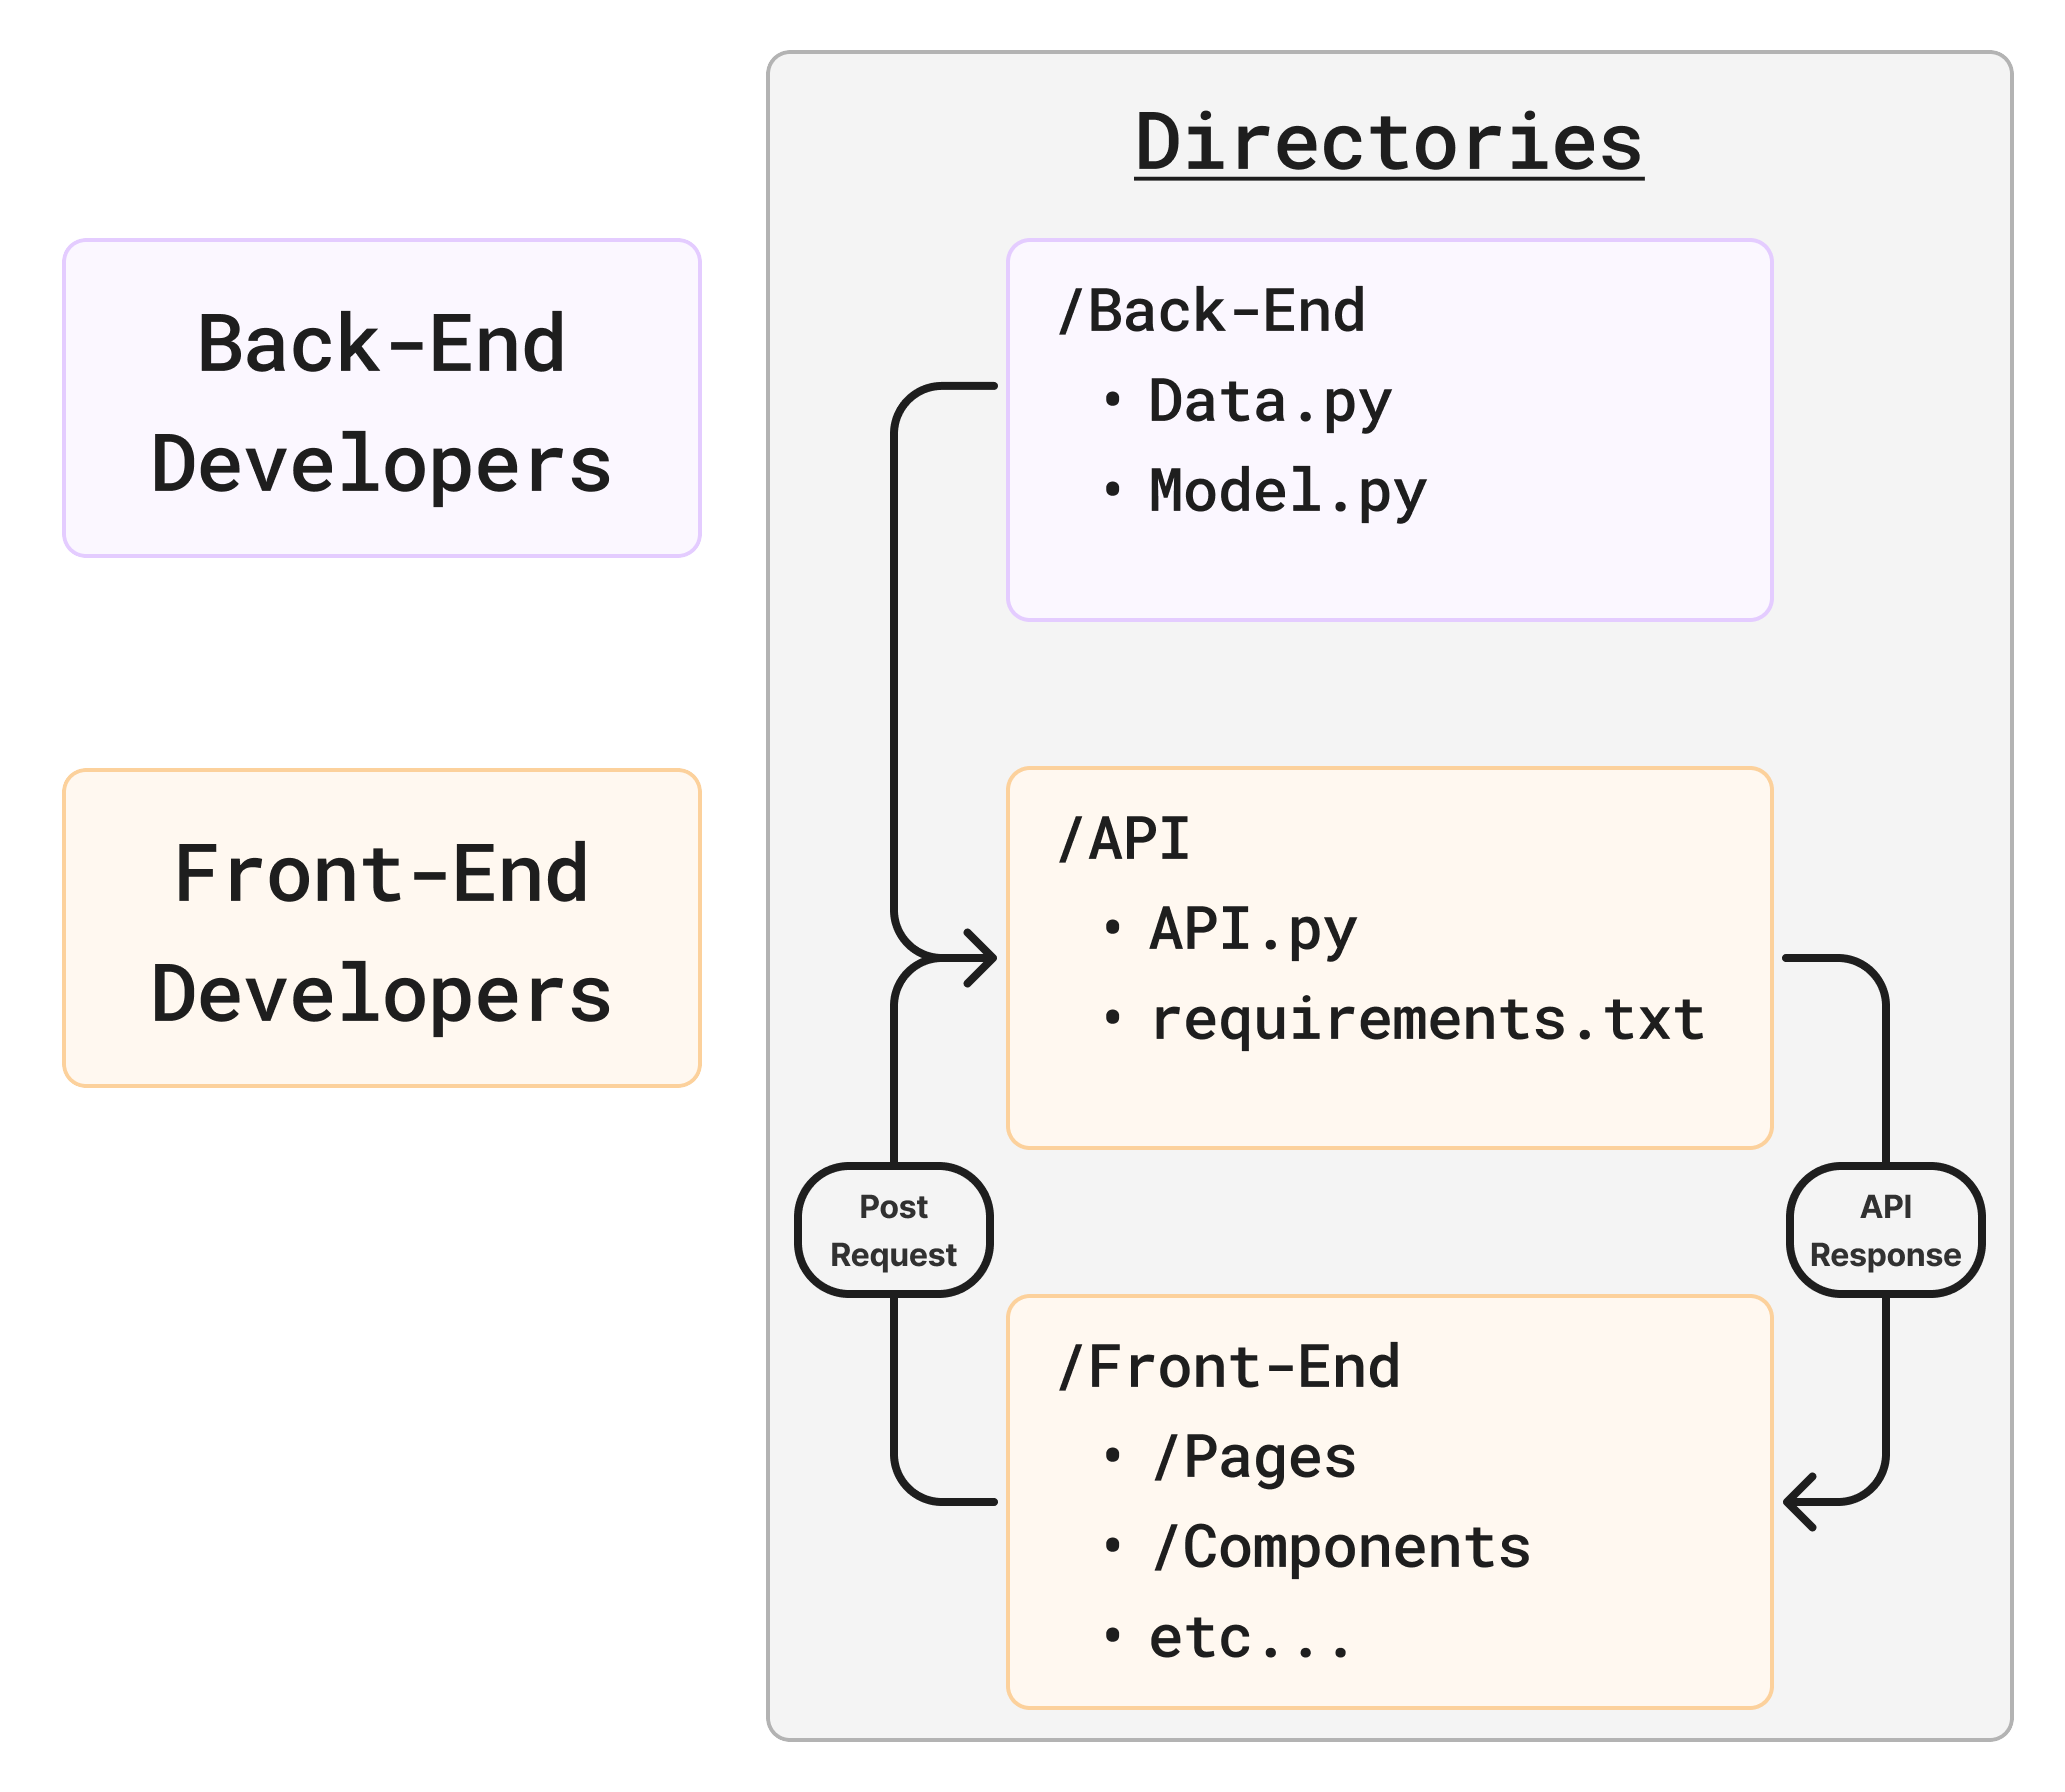 Directories
Back-End
Developers
/Back-End
• Data.py
• Model.py
Front-End
Developers
/API
• API.py
• requirements.txt
Post
Request
API
Response
/Front-End
• /Pages
• /Components
• etc...